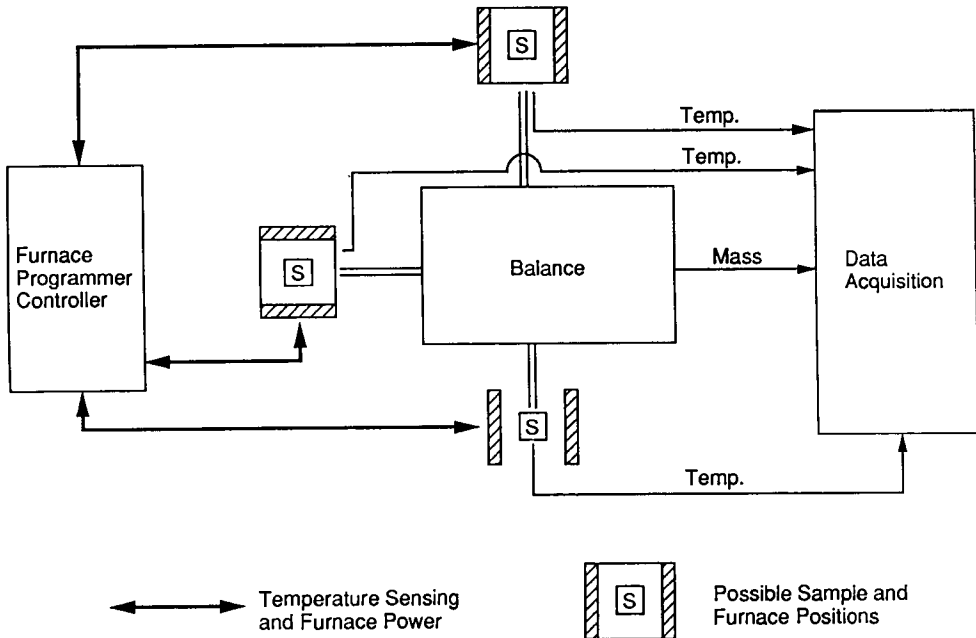 S
Temp.
Temp.
Furnace
Programmer
Controller
S
Balance
Mass
Data
Acquisition
S
Temp.
Temperature Sensing
and Furnace Power
S
Possible Sample and
Furnace Positions